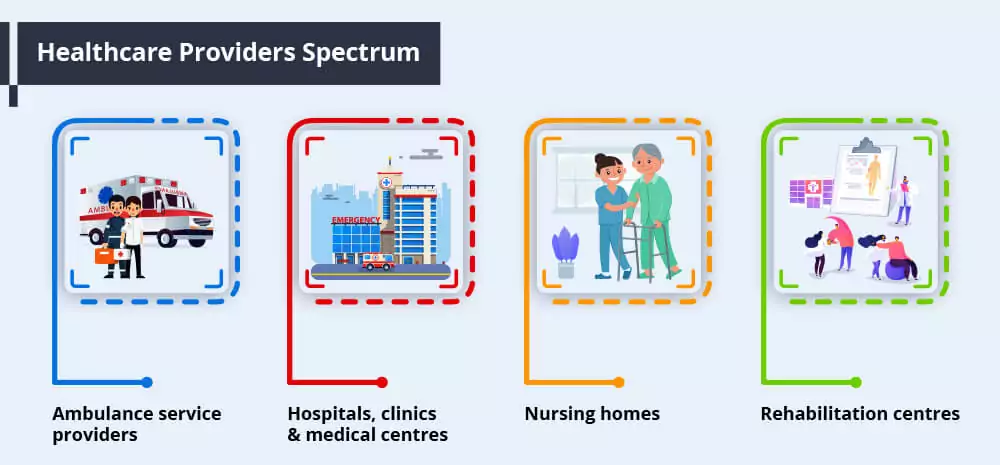 Healthcare Providers Spectrum
AMBULANCE
EMERGENCY
Ambulance service
providers
Hospitals, clinics
& medical centres
Nursing homes
Rehabilitation centres